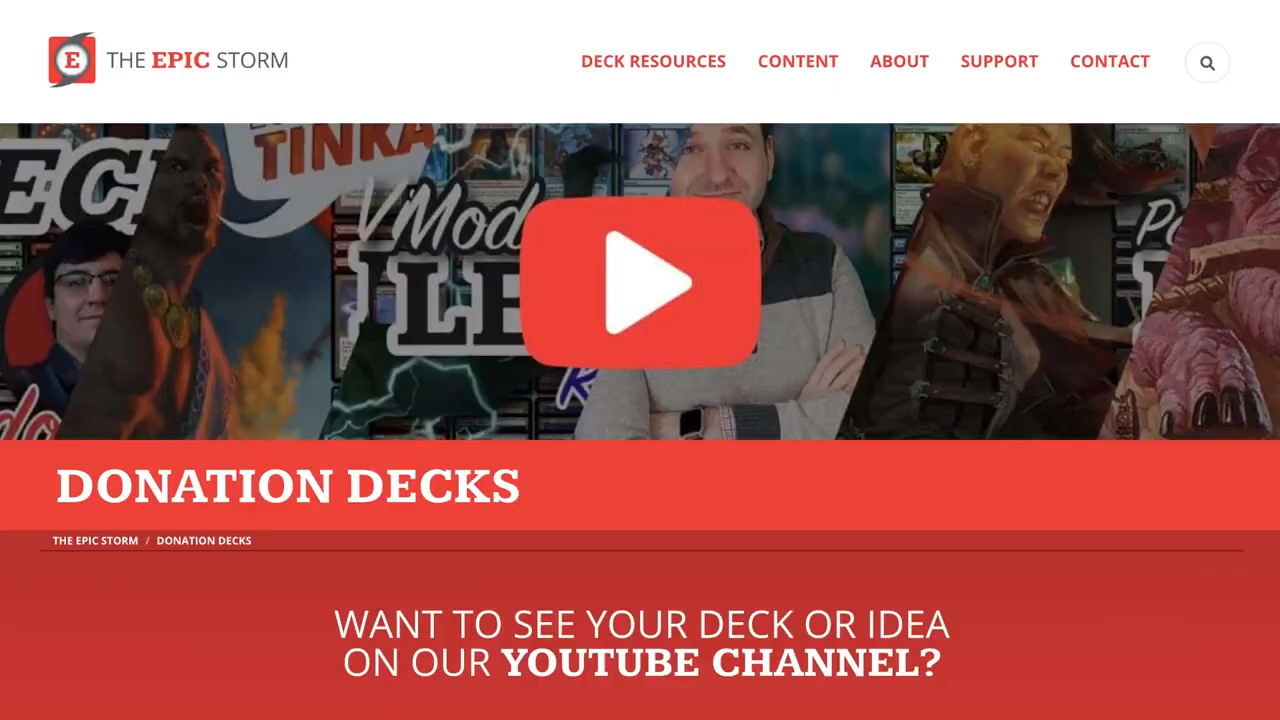 E
THE EPIC STORM
DECK RESOURCES
CONTENT
ABOUT
SUPPORT
CONTACT
TINKA
VMod
DONATION DECKS
THE EPIC STORM / DONATION DECKS
WANT TO SEE YOUR DECK OR IDEA
ON OUR YOUTUBE CHANNEL?